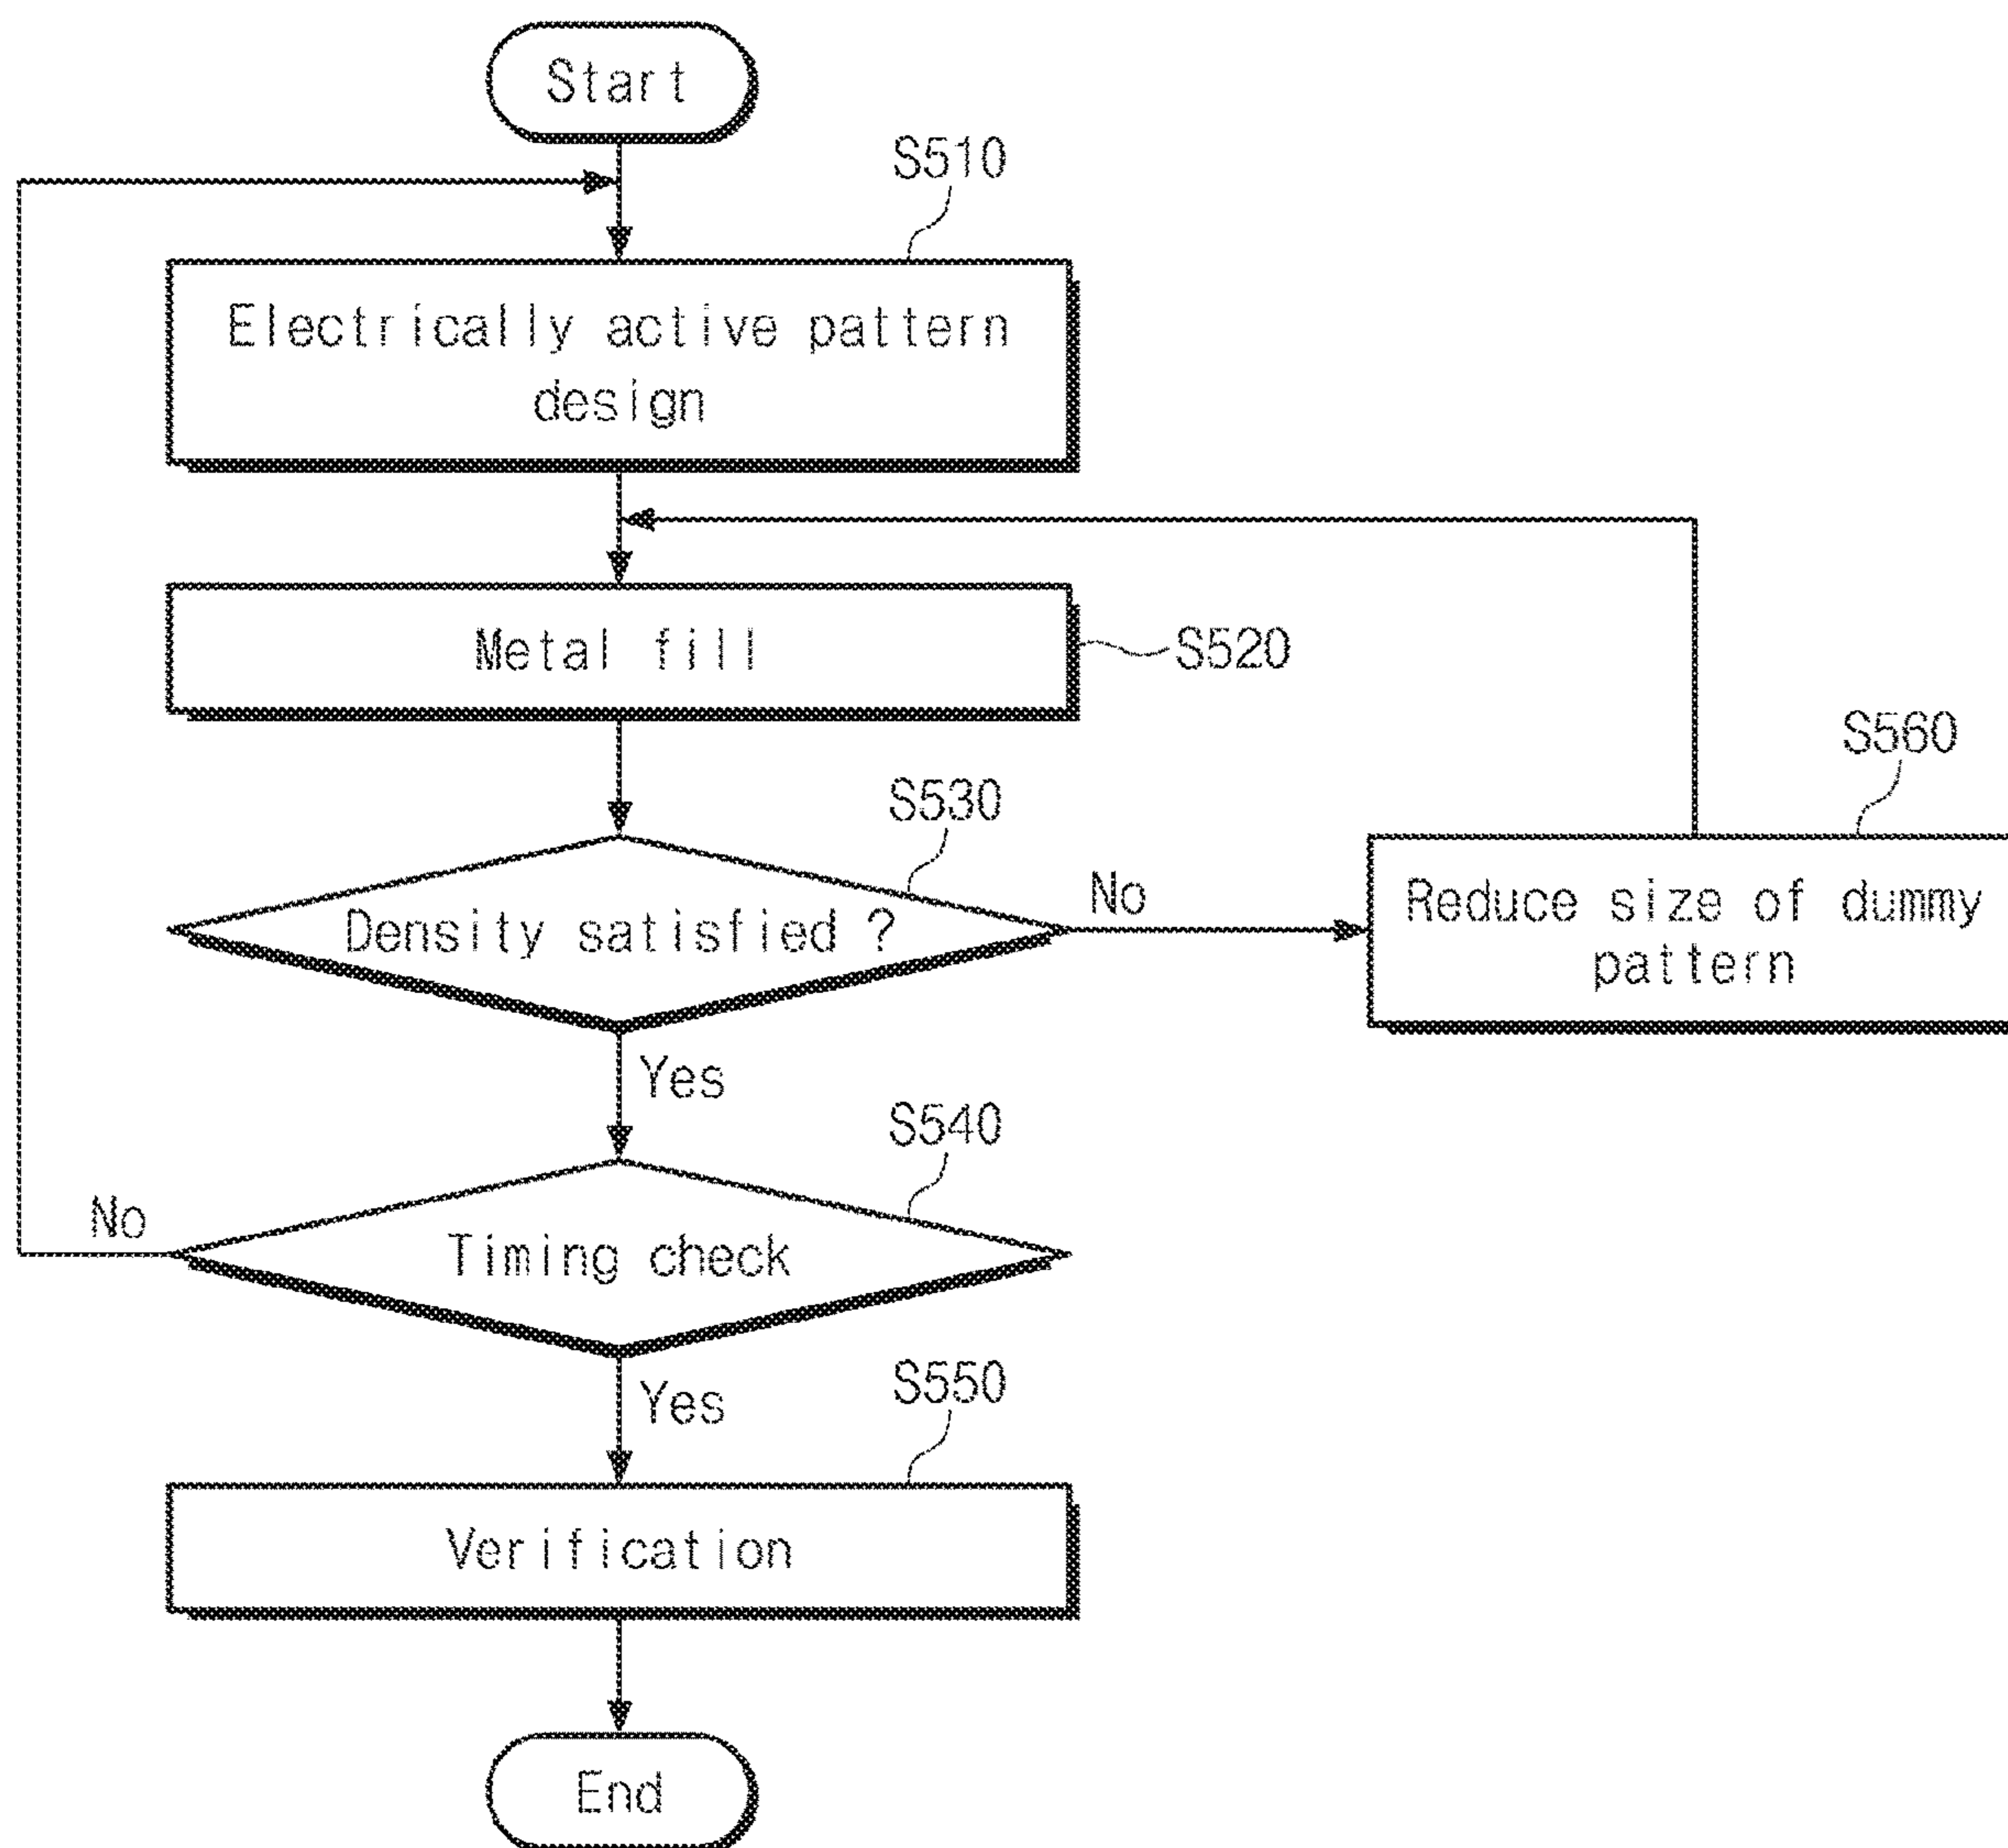 Start
S510
Electrically active pattern
design
Metal fill
S520
S560
S530
No
Reduce size of dummy
pattern
Density satisfied ?
Yes
S540
No
Timing check
Yes
S550
Verification
End